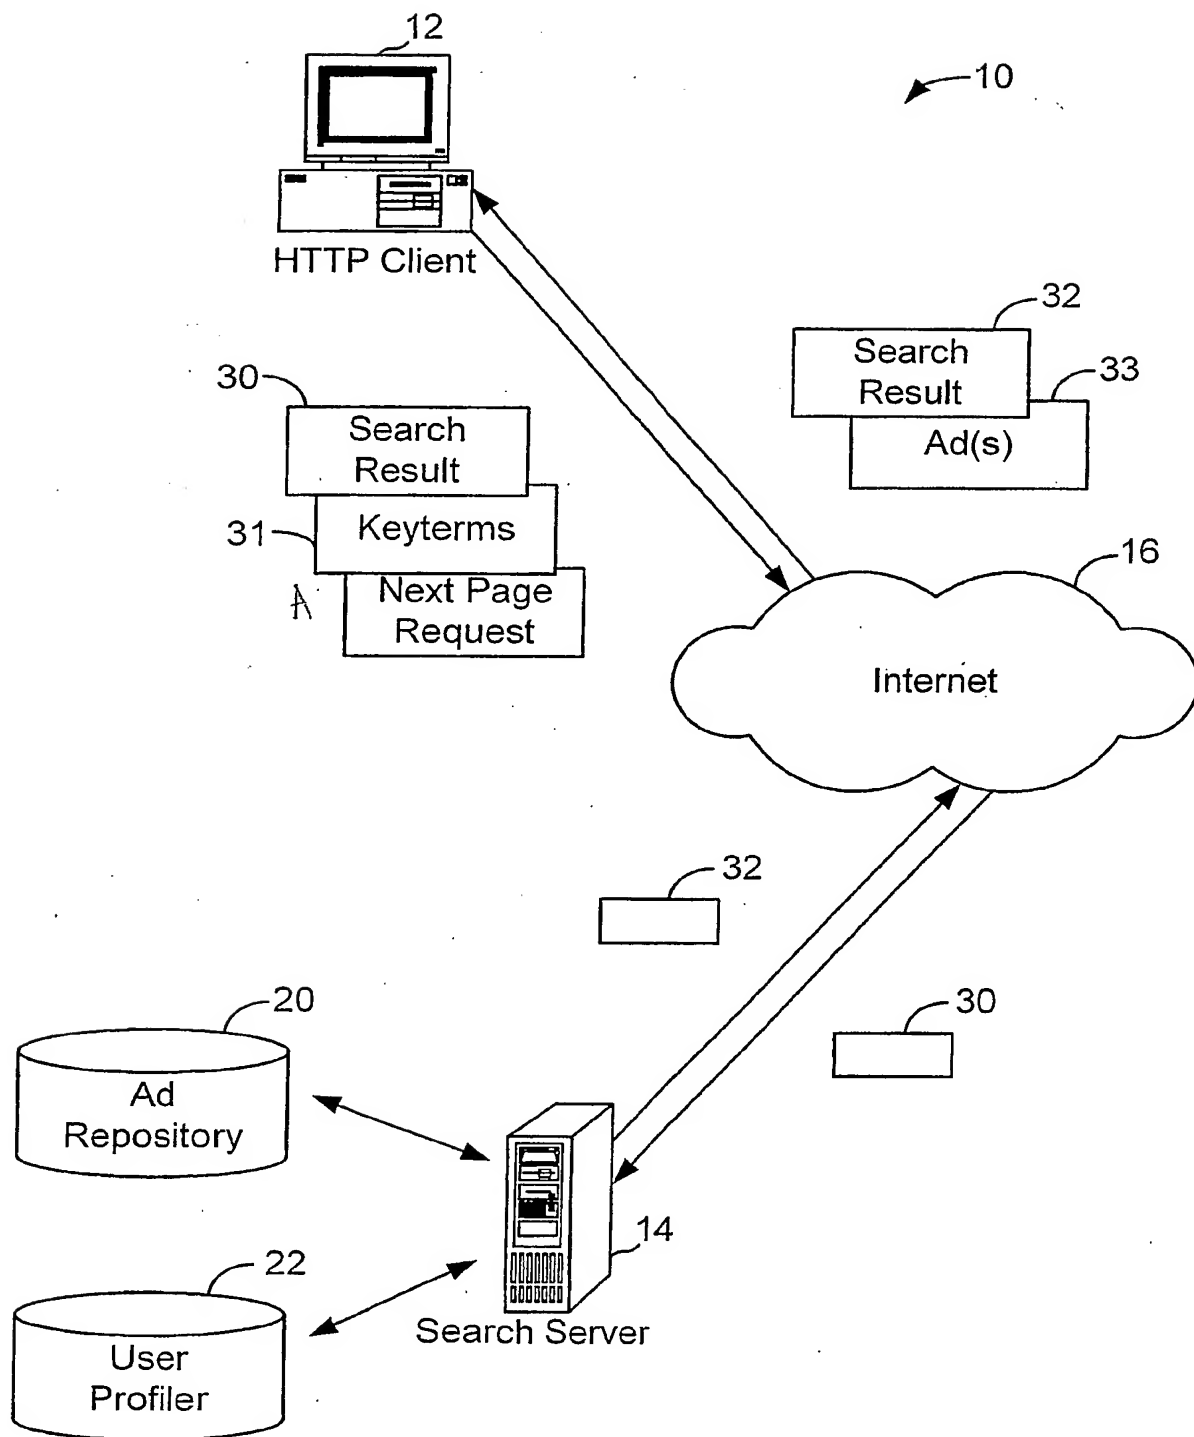 12
10
HTTP Client
32
Search
Result
33
Ad(s)
30
Search
Result
31
Keyterms
A
Next Page
Request
16
Internet
32
30
20
Ad
Repository
14
Search Server
22
User
Profiler